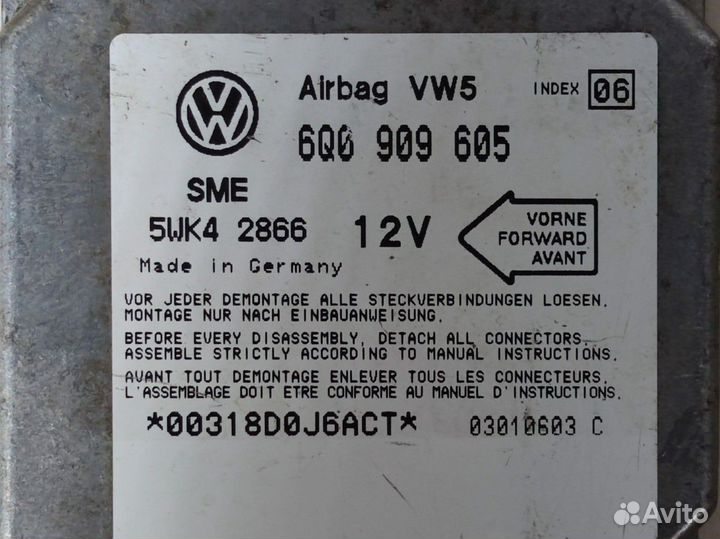 Airbag VW5 INDEX 06
6Q0 909 605
SME
5WK4 2866 12V
VORNE
FORWARD
AVANT
Made in Germany
VOR JEDER DEMONTAGE ALLE STECKVERBINDUNGEN LOESEN.
MONTAGE NUR NACH EINBAUANWEISUNG.
BEFORE EVERY DISASSEMBLY, DETACH ALL CONNECTORS.
ASSEMBLE STRICTLY ACCORDING TO MANUAL INSTRUCTIONS.
AVANT TOUT DEMONTAGE ENLEVER TOUS LES CONNECTEURS.
L'ASSEMBLAGE DOIT ETRE CONFORME AU MANUEL D'INSTRUCTIONS.
*00318D0J6ACT* 03010603 C
Avito